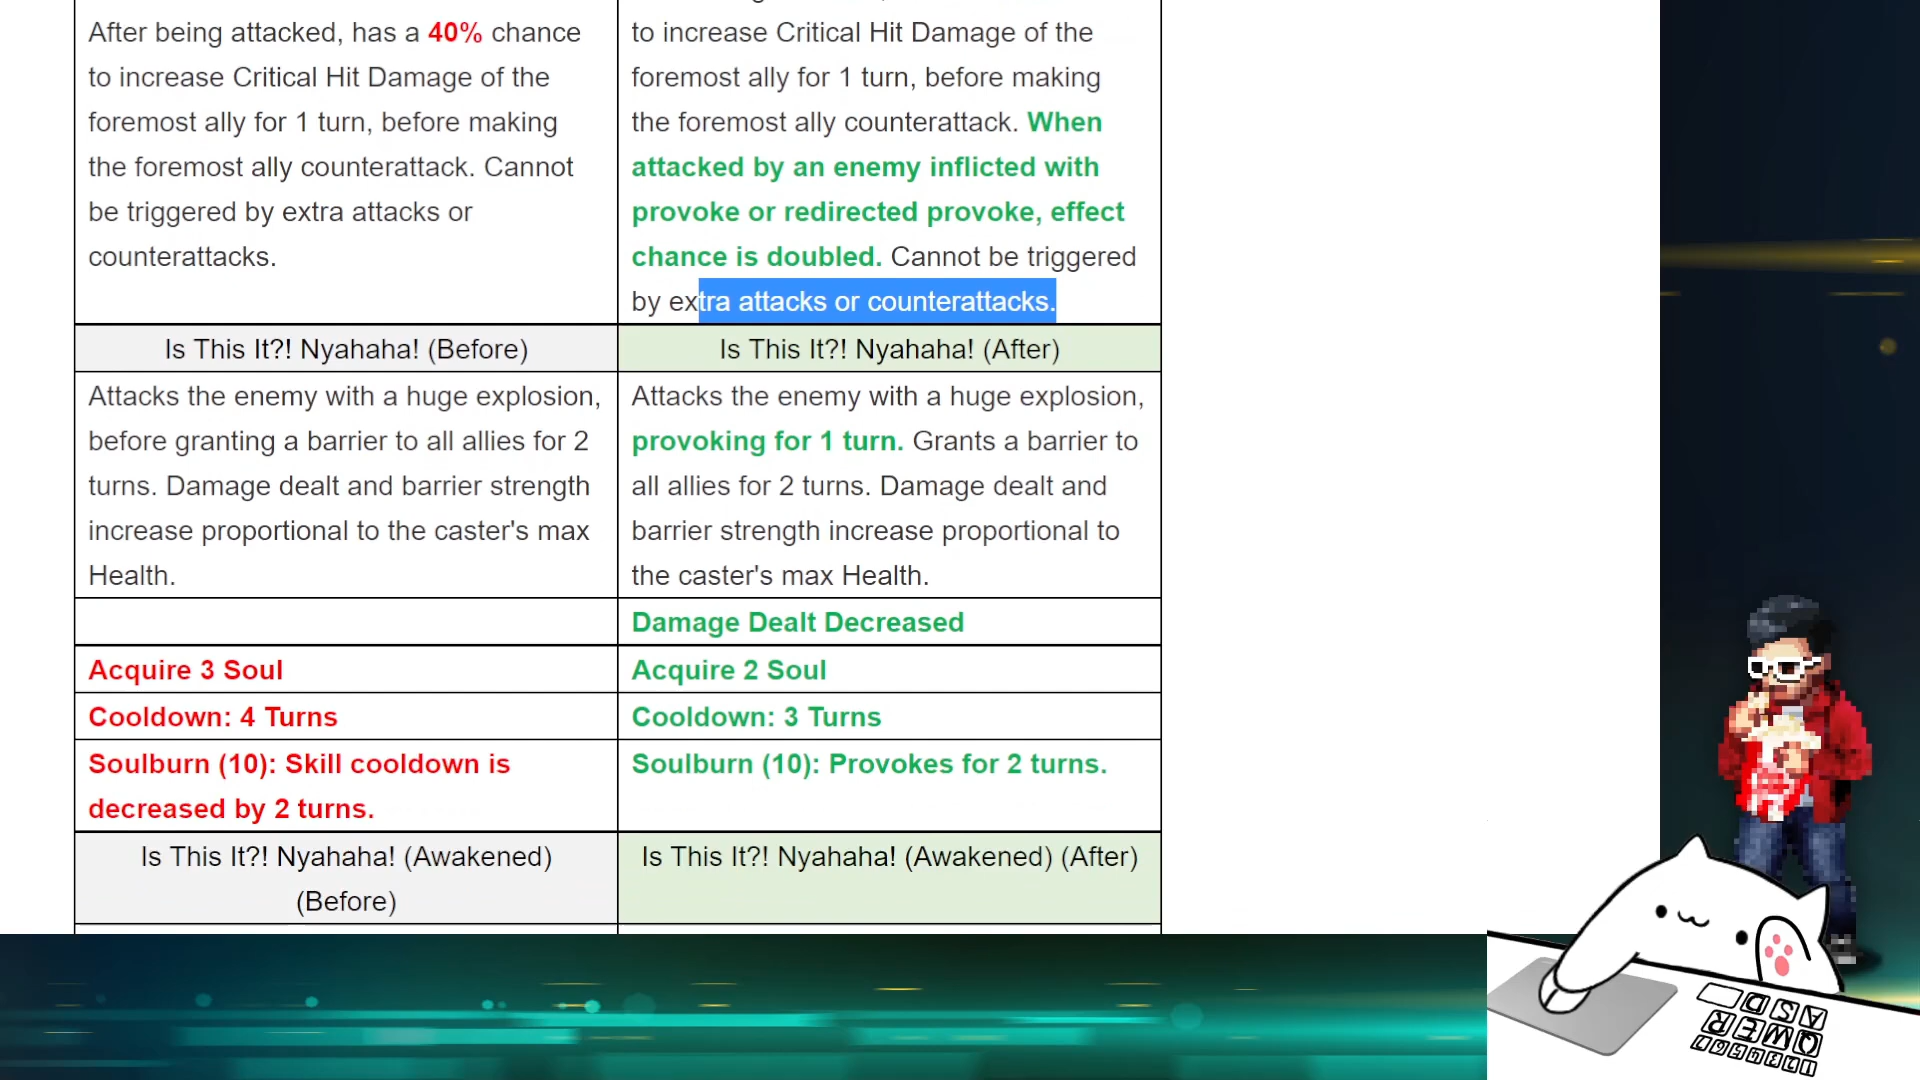 After being attacked, has a 40% chance
to increase Critical Hit Damage of the
foremost ally for 1 turn, before making
the foremost ally counterattack. Cannot
be triggered by extra attacks or
counterattacks.
to increase Critical Hit Damage of the
foremost ally for 1 turn, before making
the foremost ally counterattack. When
attacked by an enemy inflicted with
provoke or redirected provoke, effect
chance is doubled. Cannot be triggered
by extra attacks or counterattacks.
Is This It?! Nyahaha! (Before)
Is This It?! Nyahaha! (After)
Attacks the enemy with a huge explosion,
before granting a barrier to all allies for 2
turns. Damage dealt and barrier strength
increase proportional to the caster's max
Health.
Attacks the enemy with a huge explosion,
provoking for 1 turn. Grants a barrier to
all allies for 2 turns. Damage dealt and
barrier strength increase proportional to
the caster's max Health.
Damage Dealt Decreased
Acquire 3 Soul
Acquire 2 Soul
Cooldown: 4 Turns
Cooldown: 3 Turns
Soulburn (10): Skill cooldown is
decreased by 2 turns.
Soulburn (10): Provokes for 2 turns.
Is This It?! Nyahaha! (Awakened)
(Before)
Is This It?! Nyahaha! (Awakened) (After)
A S D
Q W E R
1 2 3 4 5 6 7